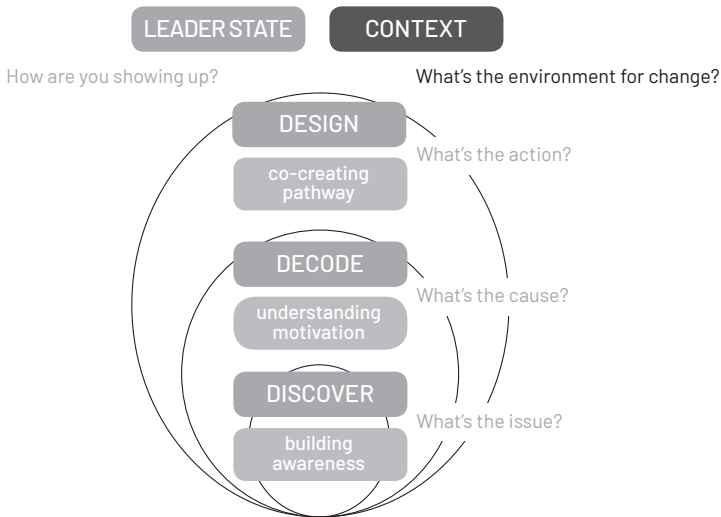 LEADER STATE
CONTEXT
How are you showing up?
What's the environment for change?
DESIGN
What's the action?
co-creating
pathway
DECODE
What's the cause?
understanding
motivation
DISCOVER
What's the issue?
building
awareness